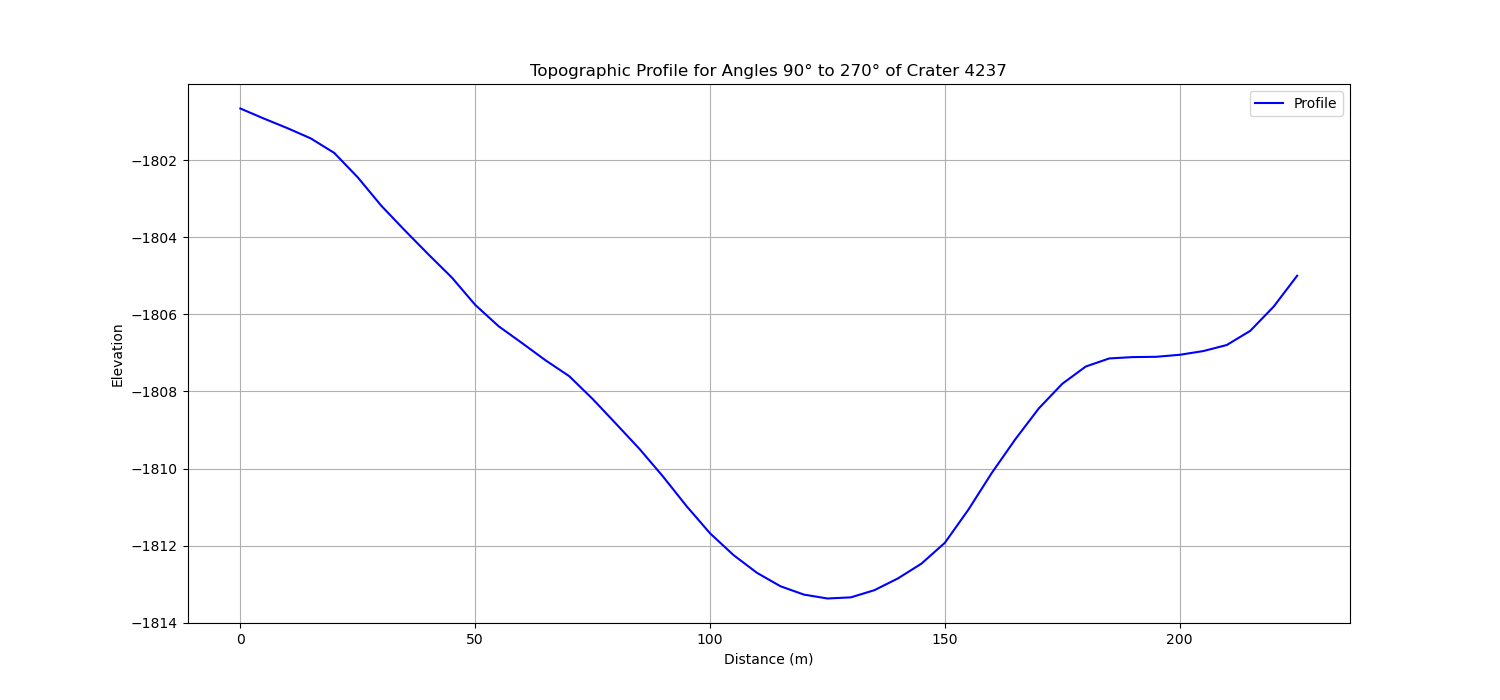 Topographic Profile for Angles 90° to 270° of Crater 4237
Profile
−1802
−1804
−1806
−1808
−1810
−1812
−1814
Elevation
0 50 100 150 200
Distance (m)